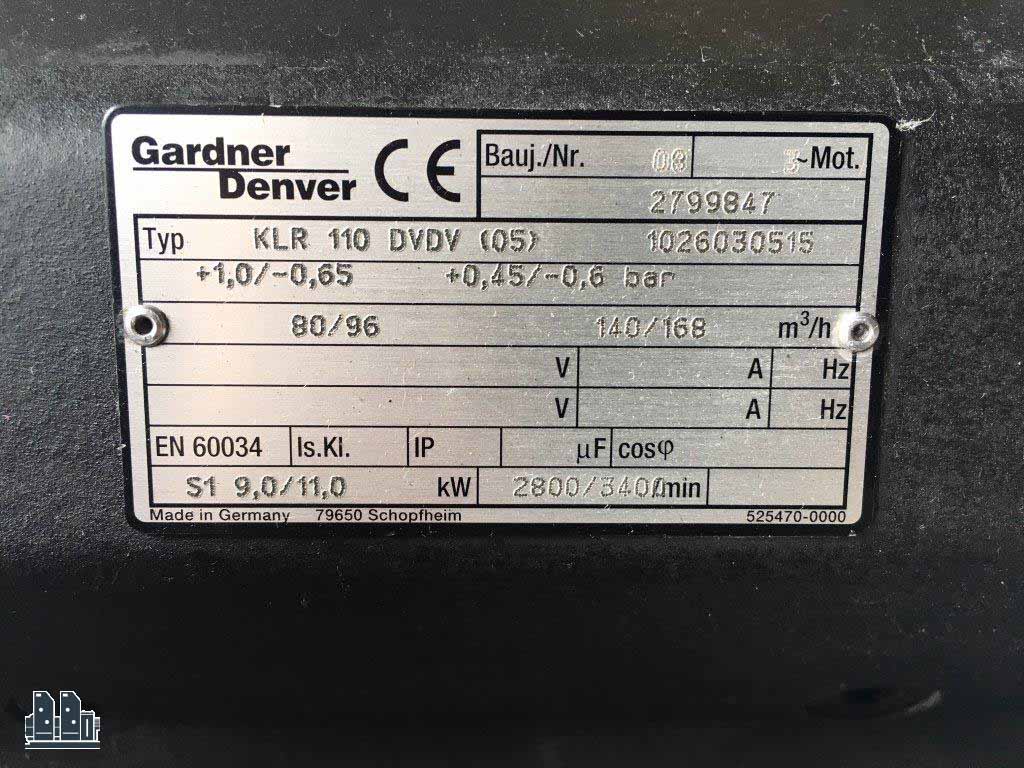 Gardner
Denver
CE
Bauj./Nr. 08 3~Mot.
2799847
Typ KLR 110 DVDV (05) 1026030515
+1,0/-0,65 +0,45/-0,6 bar
80/96 140/168 m³/h
V A Hz
V A Hz
EN 60034 Is.Kl. IP µF cosφ
S1 9,0/11,0 kW 2800/3400/min
Made in Germany 79650 Schopfheim 525470-0000